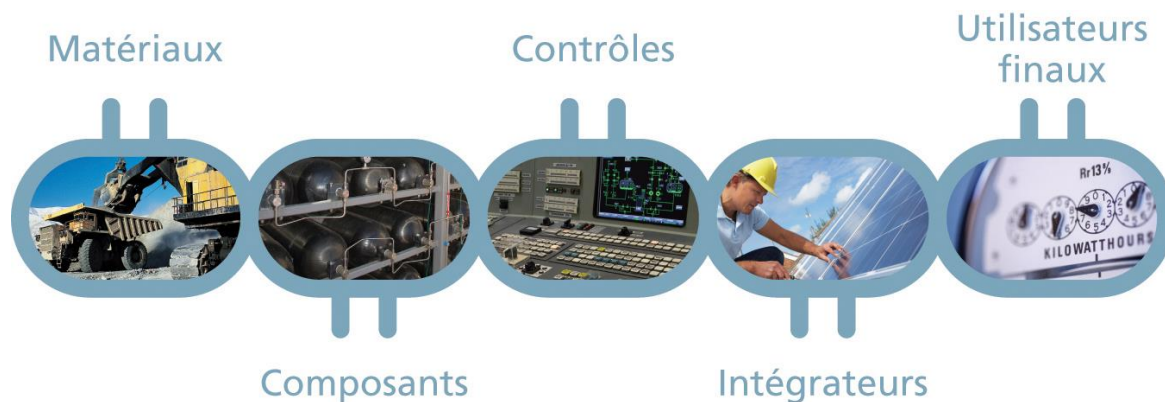 Matériaux
Composants
Contrôles
Intégrateurs
Utilisateurs
finaux
Rr13%
KILOWATTHOURS